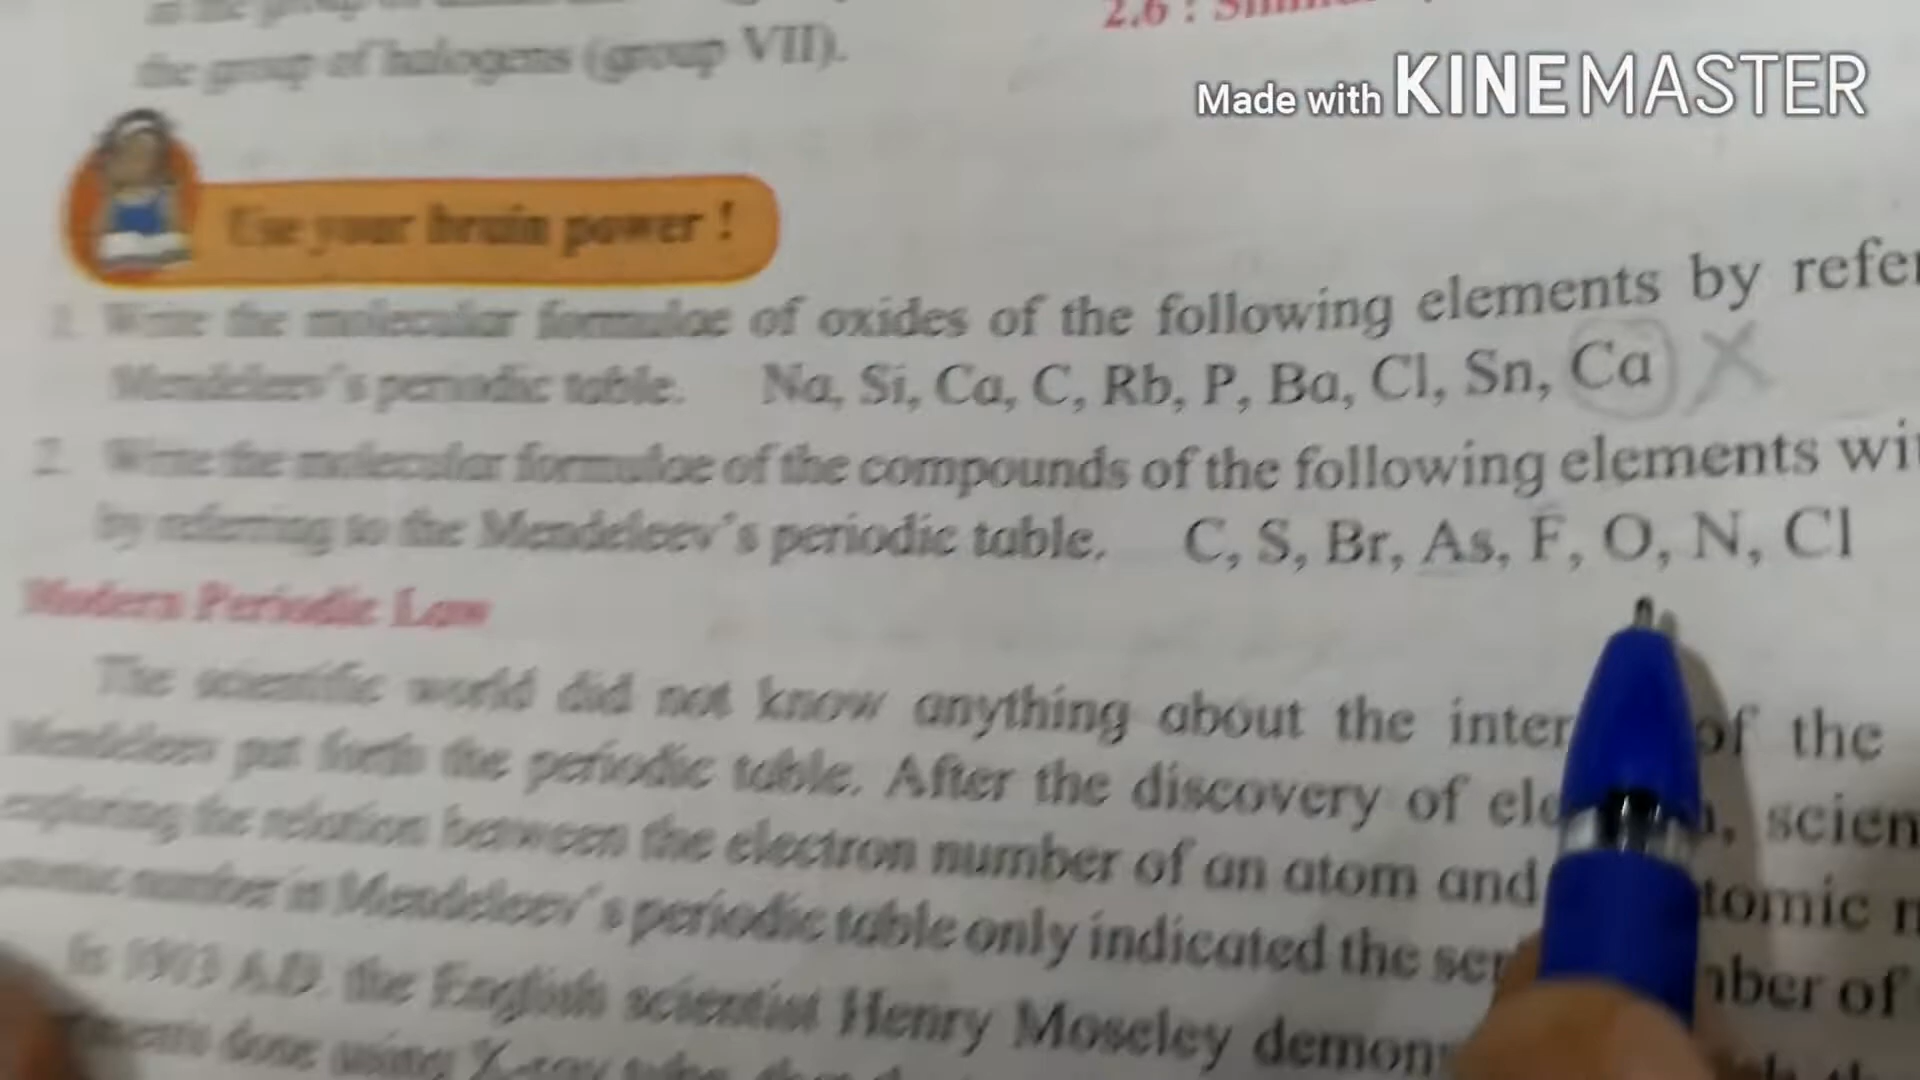 the group of halogens (group VII).
2.6 :
Made with KINEMASTER
Use your brain power !
1. Write the molecular formulae of oxides of the following elements by refer
Mendeleev's periodic table. Na, Si, Ca, C, Rb, P, Ba, Cl, Sn, Ca
2. Write the molecular formulae of the compounds of the following elements wi
by referring to the Mendeleev's periodic table. C, S, Br, As, F, O, N, Cl
Modern Periodic Law
The scientific world did not know anything about the inter of the
Mendeleev put forth the periodic table. After the discovery of ele , scien
exploring the relation between the electron number of an atom and tomic n
atomic number in Mendeleev's periodic table only indicated the ser mber of
In 1913 A.D. the English scientist Henry Moseley demon
done using X-ray